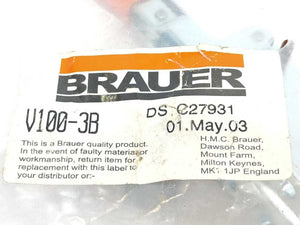 BRAUER
V100-3B
DS. C27931
01.May.03
This is a Brauer quality product.
In the event of faulty material or
workmanship, return item for
replacement with this label to
your distributor or:-
H.M.C. Brauer,
Dawson Road,
Mount Farm,
Milton Keynes,
MK1 1JP England